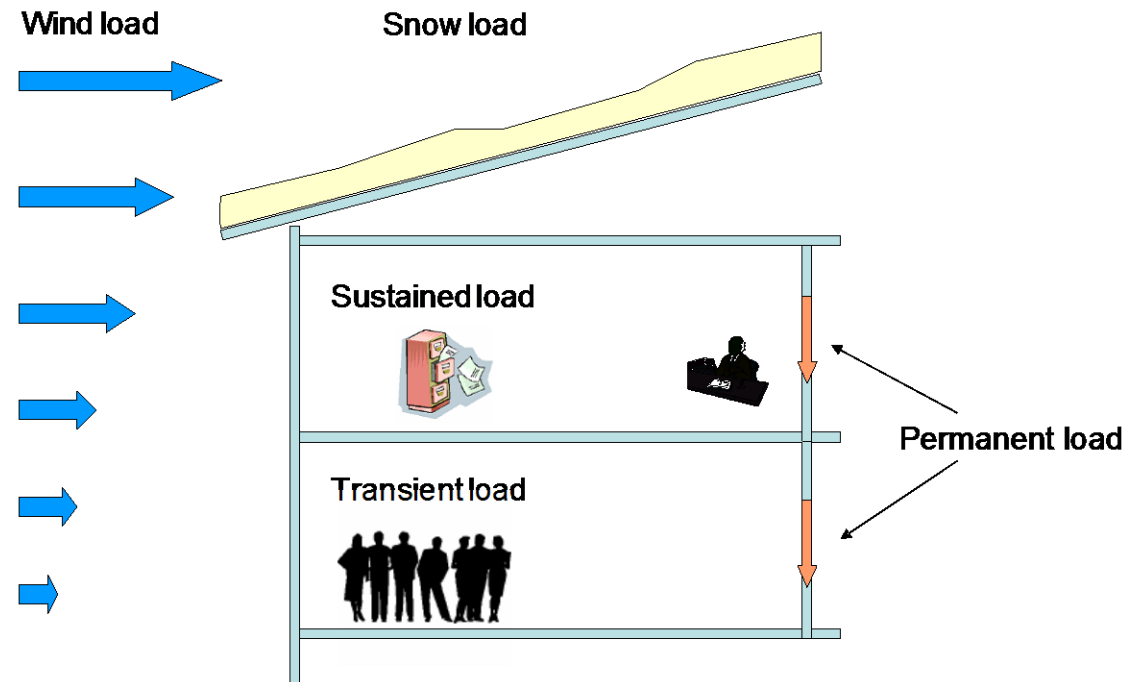 Wind load
Snow load
Sustained load
Permanent load
Transient load